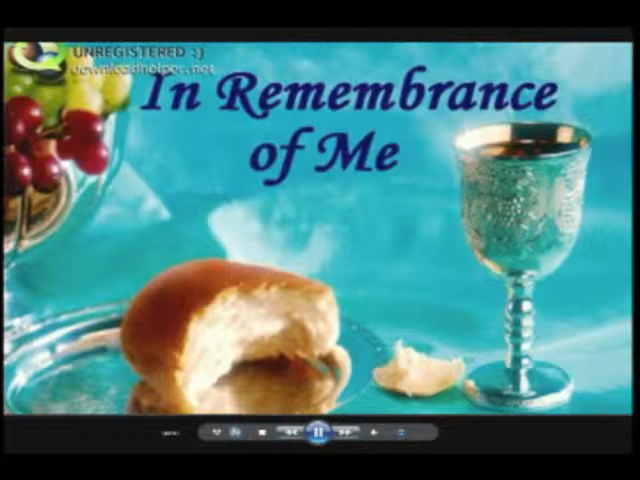 UNREGISTERED :)
downloadhelper.net
In Remembrance
of Me